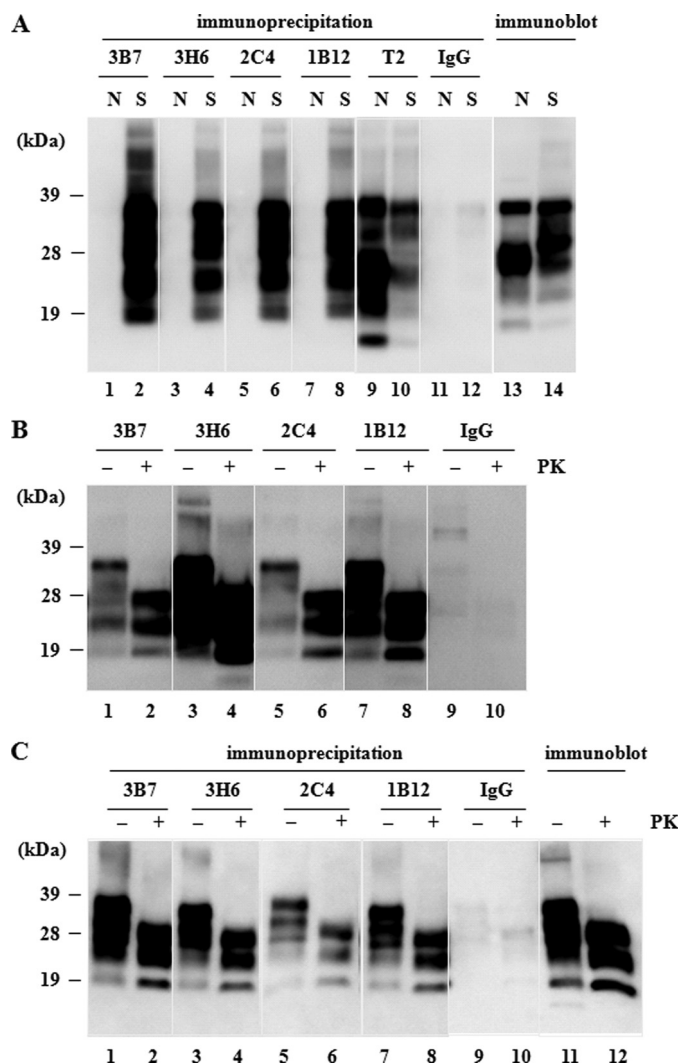 A
immunoprecipitation immunoblot
3B7 3H6 2C4 1B12 T2 IgG
N S N S N S N S N S N S N S
(kDa)
39 –
28 –
19 –
1 2 3 4 5 6 7 8 9 10 11 12 13 14
B
3B7 3H6 2C4 1B12 IgG
– + – + – + – + – + PK
(kDa)
39 –
28 –
19 –
1 2 3 4 5 6 7 8 9 10
C
immunoprecipitation immunoblot
3B7 3H6 2C4 1B12 IgG
– + – + – + – + – + – + PK
(kDa)
39 –
28 –
19 –
1 2 3 4 5 6 7 8 9 10 11 12